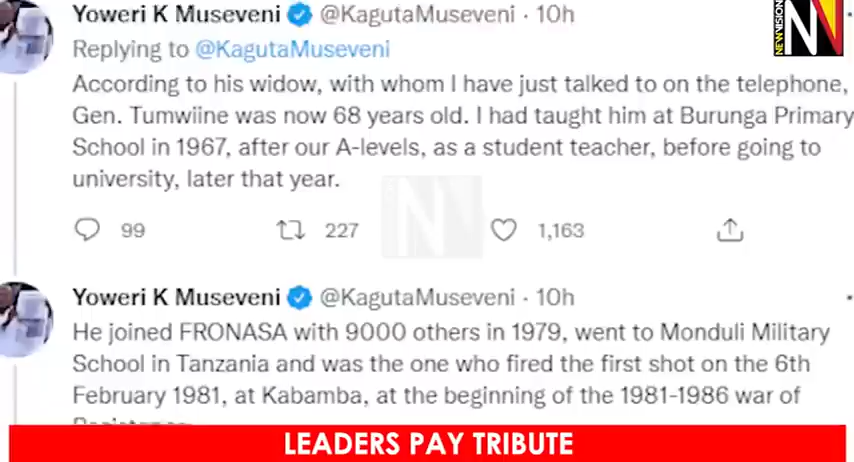 Yoweri K Museveni @KagutaMuseveni · 10h
NEWVISION
N
Replying to @KagutaMuseveni
According to his widow, with whom I have just talked to on the telephone,
Gen. Tumwiine was now 68 years old. I had taught him at Burunga Primary
School in 1967, after our A-levels, as a student teacher, before going to
university, later that year.
N
99 227 1,163
Yoweri K Museveni @KagutaMuseveni · 10h
He joined FRONASA with 9000 others in 1979, went to Monduli Military
School in Tanzania and was the one who fired the first shot on the 6th
February 1981, at Kabamba, at the beginning of the 1981-1986 war of
LEADERS PAY TRIBUTE